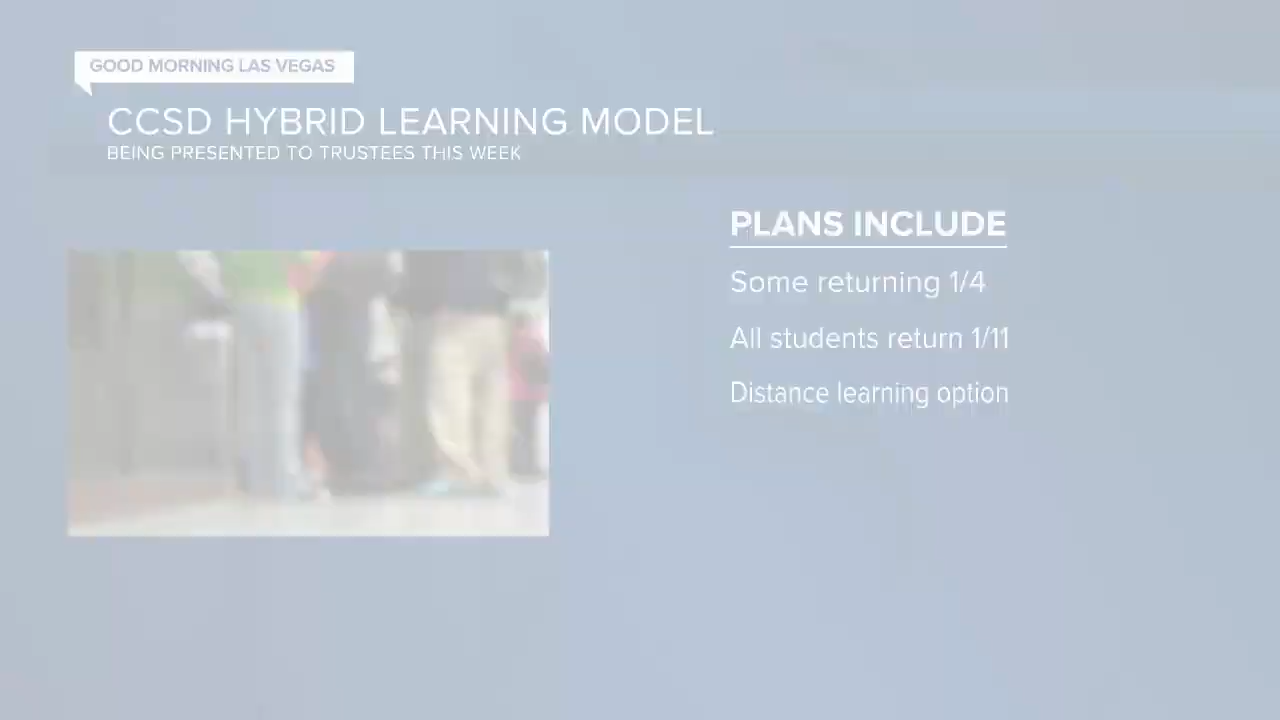 GOOD MORNING LAS VEGAS
CCSD HYBRID LEARNING MODEL
BEING PRESENTED TO TRUSTEES THIS WEEK
PLANS INCLUDE
Some returning 1/4
All students return 1/11
Distance learning option